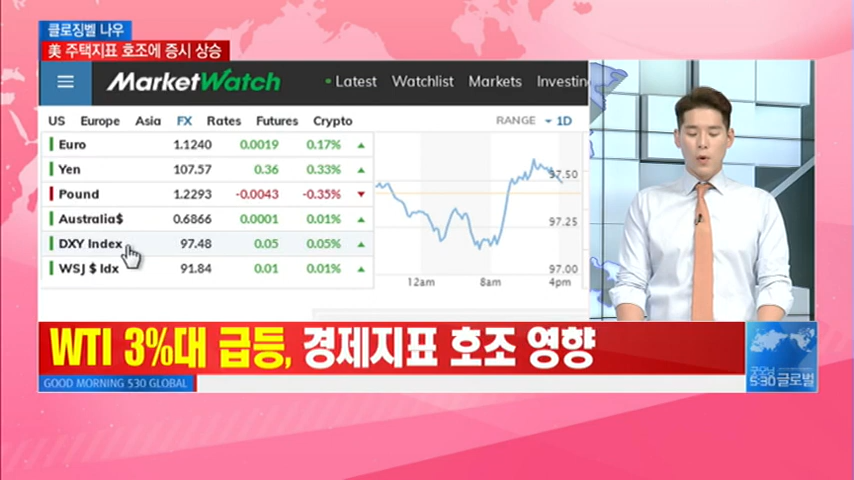 클로징벨 나우
美 주택지표 호조에 증시 상승
MarketWatch
Latest Watchlist Markets Investing
US Europe Asia FX Rates Futures Crypto RANGE 1D
Euro 1.1240 0.0019 0.17%
Yen 107.57 0.36 0.33%
Pound 1.2293 -0.0043 -0.35%
Australia$ 0.6866 0.0001 0.01%
DXY Index 97.48 0.05 0.05%
WSJ $ Idx 91.84 0.01 0.01%
97.50
97.25
97.00
12am 8am 4pm
WTI 3%대 급등, 경제지표 호조 영향
GOOD MORNING 530 GLOBAL
굿모닝
5:30 글로벌